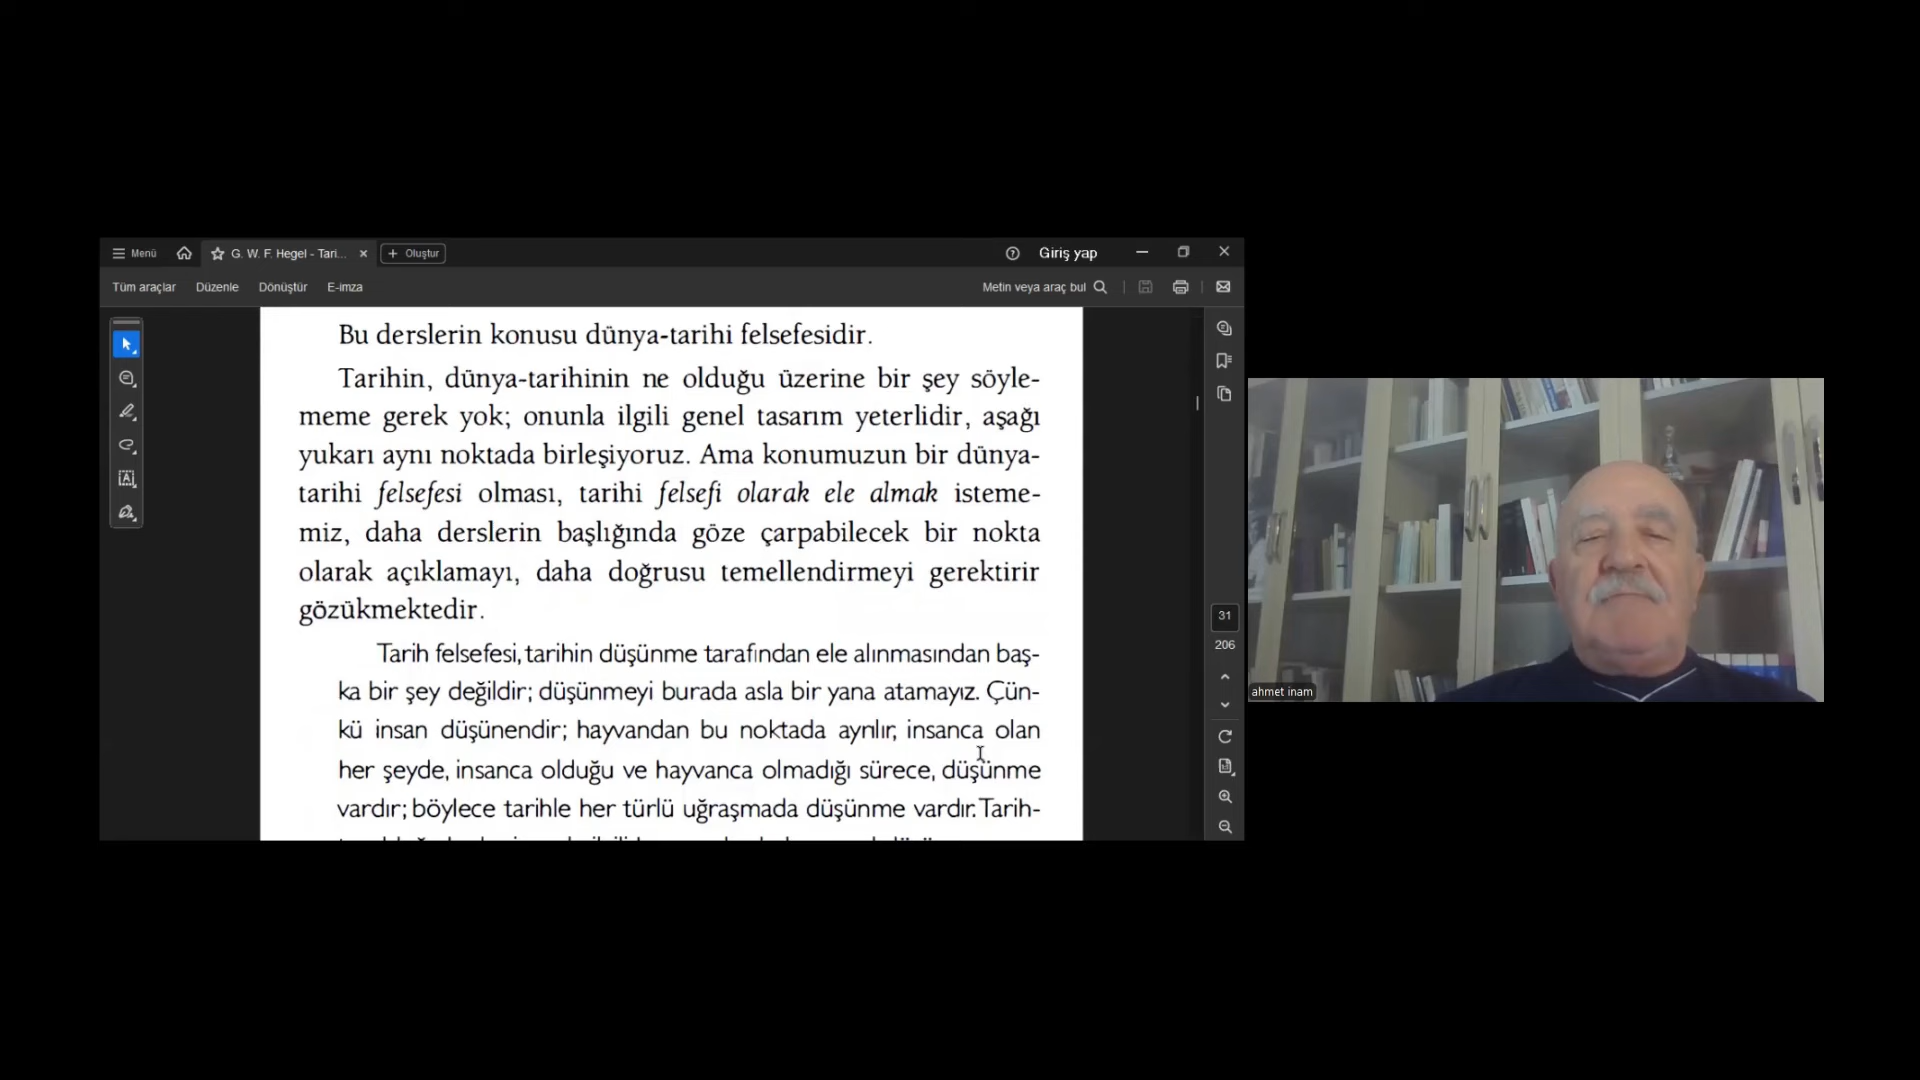 Menü
G. W. F. Hegel - Tari...
Oluştur
Giriş yap
Tüm araçlar Düzenle Dönüştür E-imza
Metin veya araç bul
Bu derslerin konusu dünya-tarihi felsefesidir.
Tarihin, dünya-tarihinin ne olduğu üzerine bir şey söyle-
meme gerek yok; onunla ilgili genel tasarım yeterlidir, aşağı
yukarı aynı noktada birleşiyoruz. Ama konumuzun bir dünya-
tarihi felsefesi olması, tarihi felsefi olarak ele almak isteme-
miz, daha derslerin başlığında göze çarpabilecek bir nokta
olarak açıklamayı, daha doğrusu temellendirmeyi gerektirir
gözükmektedir.
Tarih felsefesi, tarihin düşünme tarafından ele alınmasından baş-
ka bir şey değildir; düşünmeyi burada asla bir yana atamayız. Çün-
kü insan düşünendir; hayvandan bu noktada ayrılır, insanca olan
her şeyde, insanca olduğu ve hayvanca olmadığı sürece, düşünme
vardır; böylece tarihle her türlü uğraşmada düşünme vardır. Tarih-
31
206
ahmet inam